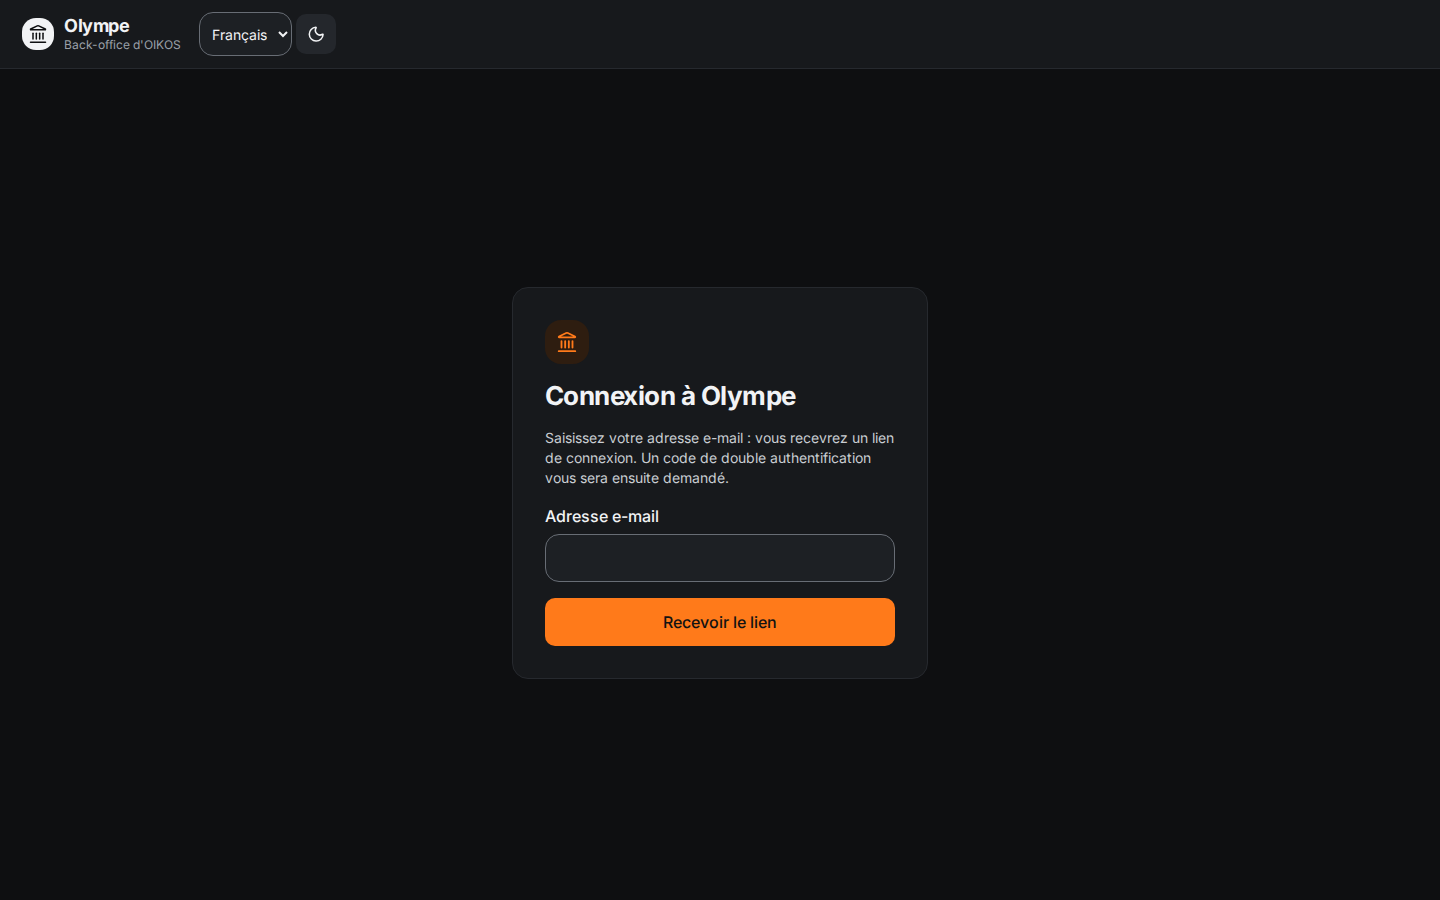 Olympe
Back-office d'OIKOS
Français
Connexion à Olympe
Saisissez votre adresse e-mail : vous recevrez un lien
de connexion. Un code de double authentification
vous sera ensuite demandé.
Adresse e-mail
Recevoir le lien